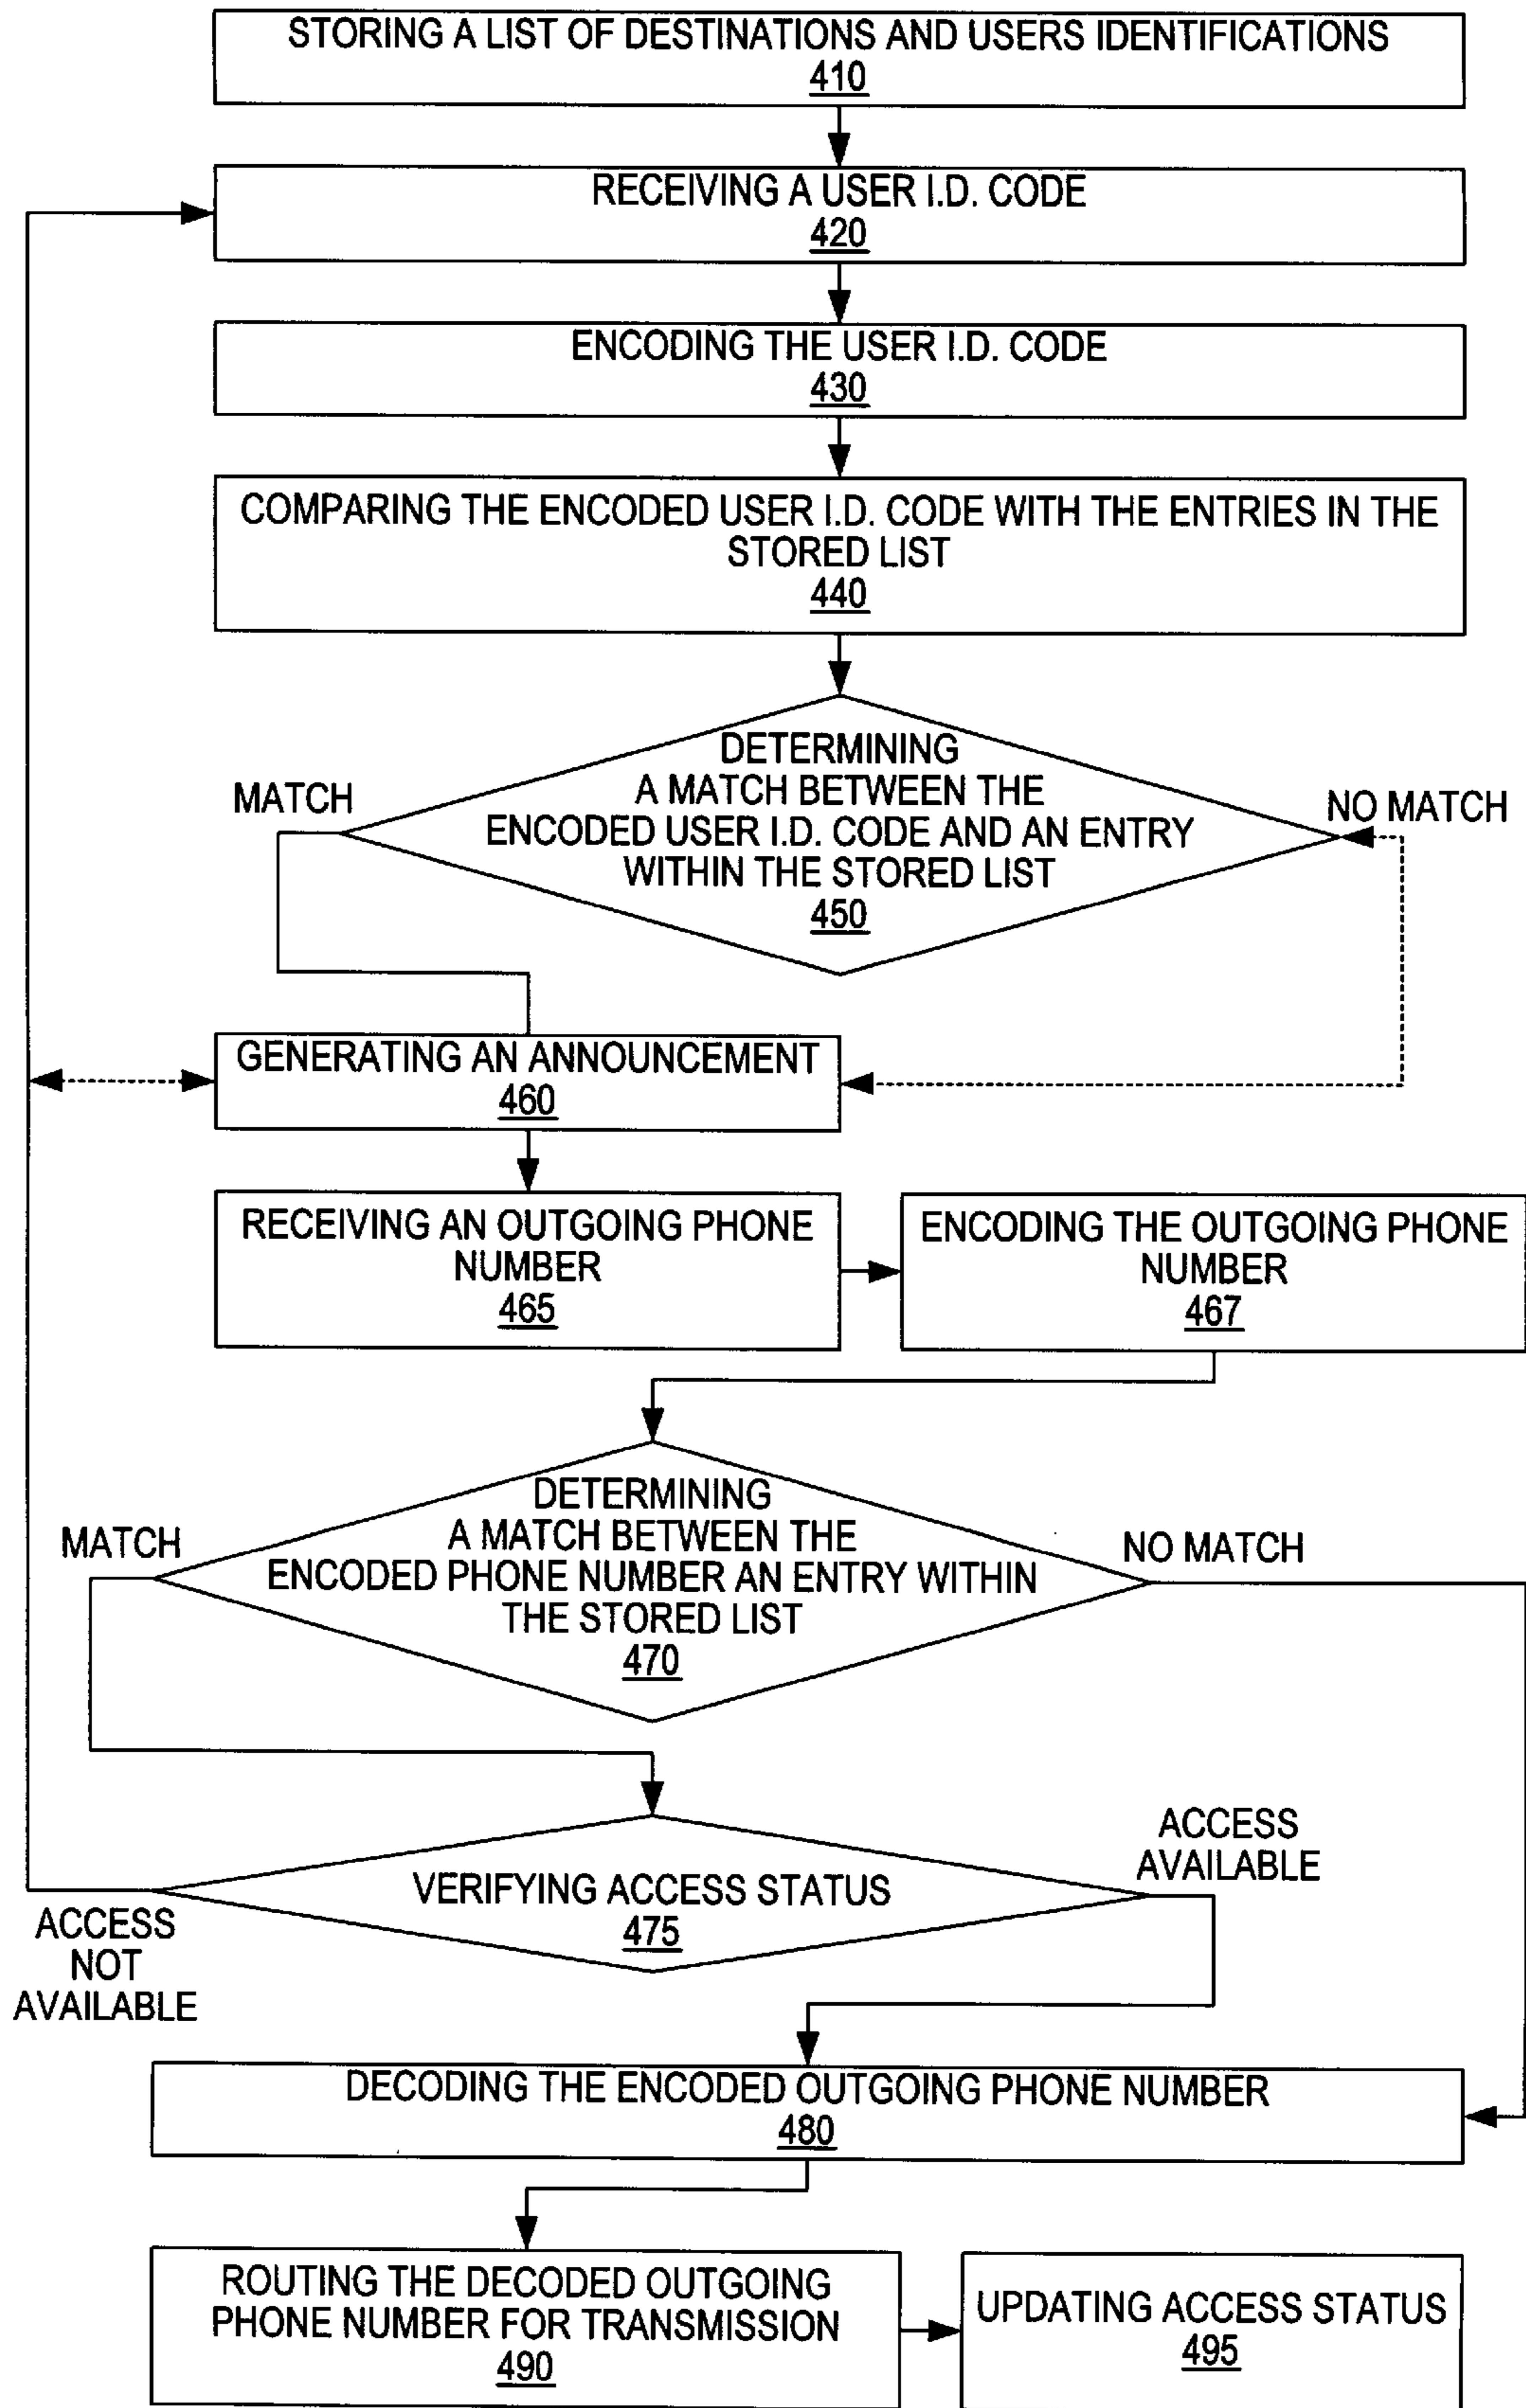 STORING A LIST OF DESTINATIONS AND USERS IDENTIFICATIONS
410
RECEIVING A USER I.D. CODE
420
ENCODING THE USER I.D. CODE
430
COMPARING THE ENCODED USER I.D. CODE WITH THE ENTRIES IN THE
STORED LIST
440
DETERMINING
A MATCH BETWEEN THE
ENCODED USER I.D. CODE AND AN ENTRY
WITHIN THE STORED LIST
450
MATCH
NO MATCH
GENERATING AN ANNOUNCEMENT
460
RECEIVING AN OUTGOING PHONE
NUMBER
465
ENCODING THE OUTGOING PHONE
NUMBER
467
DETERMINING
A MATCH BETWEEN THE
ENCODED PHONE NUMBER AN ENTRY WITHIN
THE STORED LIST
470
MATCH
NO MATCH
VERIFYING ACCESS STATUS
475
ACCESS
AVAILABLE
ACCESS
NOT
AVAILABLE
DECODING THE ENCODED OUTGOING PHONE NUMBER
480
ROUTING THE DECODED OUTGOING
PHONE NUMBER FOR TRANSMISSION
490
UPDATING ACCESS STATUS
495